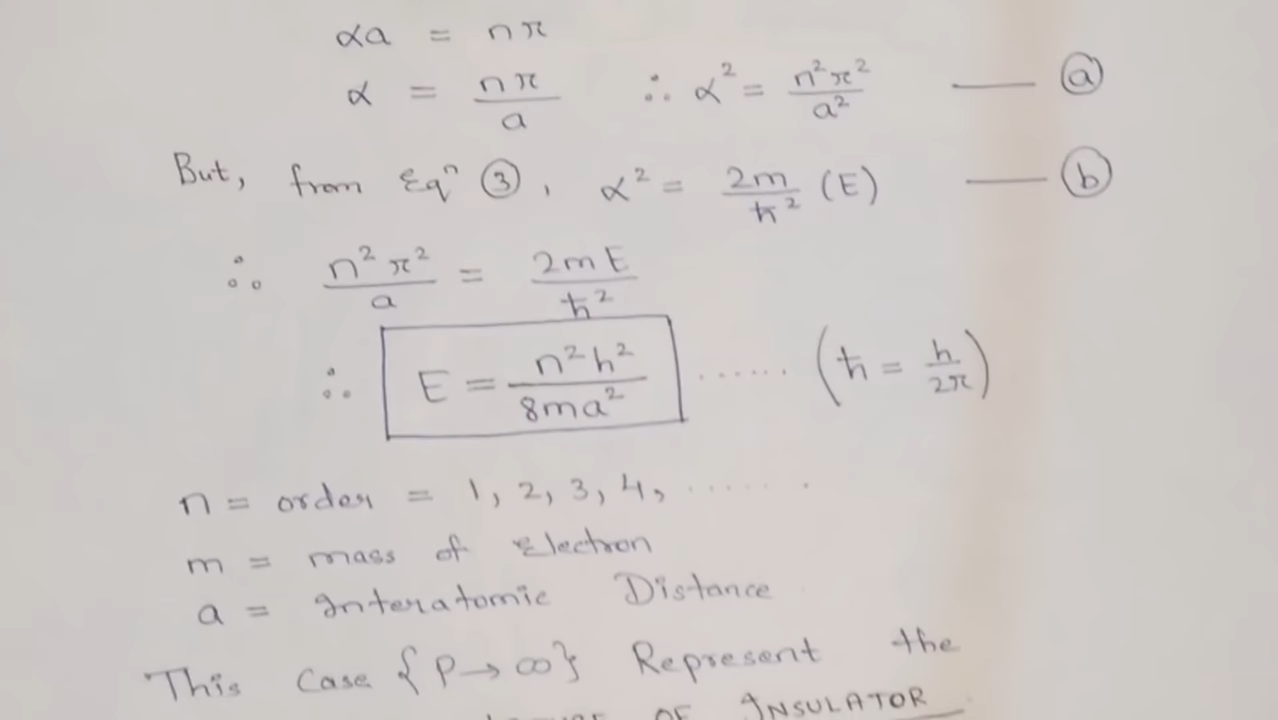 αa = nπ
α = nπ/a ∴ α² = n²π²/a² —— ⓐ
But, from Eqⁿ ③, α² = 2m/ħ² (E) —— ⓑ
∴ n²π²/a = 2mE/ħ²
∴ E = n²h²/8ma² ...... (ħ = h/2π)
n = order = 1, 2, 3, 4, ...... .
m = mass of Electron
a = Interatomic Distance
This Case {P→∞} Represent the
OF INSULATOR